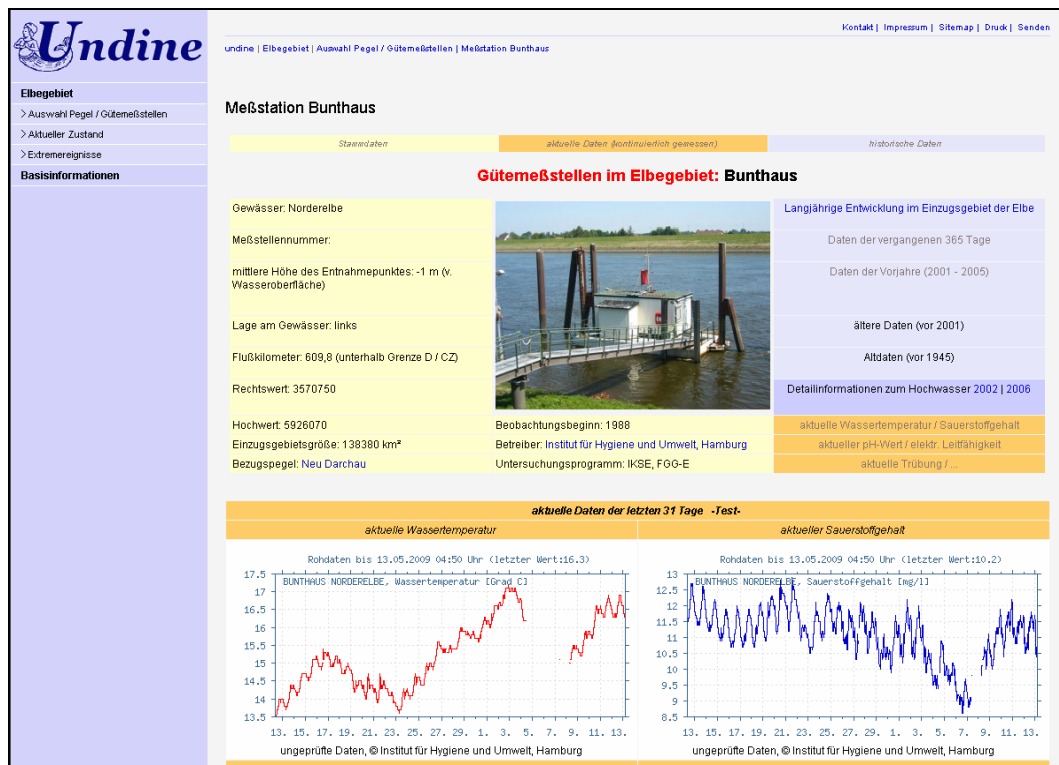 Undine
Kontakt | Impressum | Sitemap | Druck | Senden
undine | Elbegebiet | Auswahl Pegel / Gütemeßstellen | Meßstation Bunthaus
Elbegebiet
> Auswahl Pegel / Gütemeßstellen
> Aktueller Zustand
> Extremereignisse
Basisinformationen
Meßstation Bunthaus
Stammdaten
aktuelle Daten (kontinuierlich gemessen)
historische Daten
Gütemeßstellen im Elbegebiet: Bunthaus
Gewässer: Norderelbe
Meßstellennummer:
mittlere Höhe des Entnahmepunktes: -1 m (v.
Wasseroberfläche)
Lage am Gewässer: links
Flußkilometer: 609,8 (unterhalb Grenze D / CZ)
Rechtswert: 3570750
Langjährige Entwicklung im Einzugsgebiet der Elbe
Daten der vergangenen 365 Tage
Daten der Vorjahre (2001 - 2005)
ältere Daten (vor 2001)
Altdaten (vor 1945)
Detailinformationen zum Hochwasser 2002 | 2006
Hochwert: 5926070
Beobachtungsbeginn: 1988
aktuelle Wassertemperatur / Sauerstoffgehalt
Einzugsgebietsgröße: 138380 km²
Betreiber: Institut für Hygiene und Umwelt, Hamburg
aktueller pH-Wert / elektr. Leitfähigkeit
Bezugspegel: Neu Darchau
Untersuchungsprogramm: IKSE, FGG-E
aktuelle Trübung / ...
aktuelle Daten der letzten 31 Tage -Test-
aktuelle Wassertemperatur
aktueller Sauerstoffgehalt
Rohdaten bis 13.05.2009 04:50 Uhr (letzter Wert:16.3)
BUNTHAUS NORDERELBE, Wassertemperatur [Grad C]
17.5
17
16.5
16
15.5
15
14.5
14
13.5
13. 15. 17. 19. 21. 23. 25. 27. 29. 1. 3. 5. 7. 9. 11. 13.
ungeprüfte Daten, © Institut für Hygiene und Umwelt, Hamburg
Rohdaten bis 13.05.2009 04:50 Uhr (letzter Wert:10.2)
BUNTHAUS NORDERELBE, Sauerstoffgehalt [mg/l]
13
12.5
12
11.5
11
10.5
10
9.5
9
8.5
13. 15. 17. 19. 21. 23. 25. 27. 29. 1. 3. 5. 7. 9. 11. 13.
ungeprüfte Daten, © Institut für Hygiene und Umwelt, Hamburg